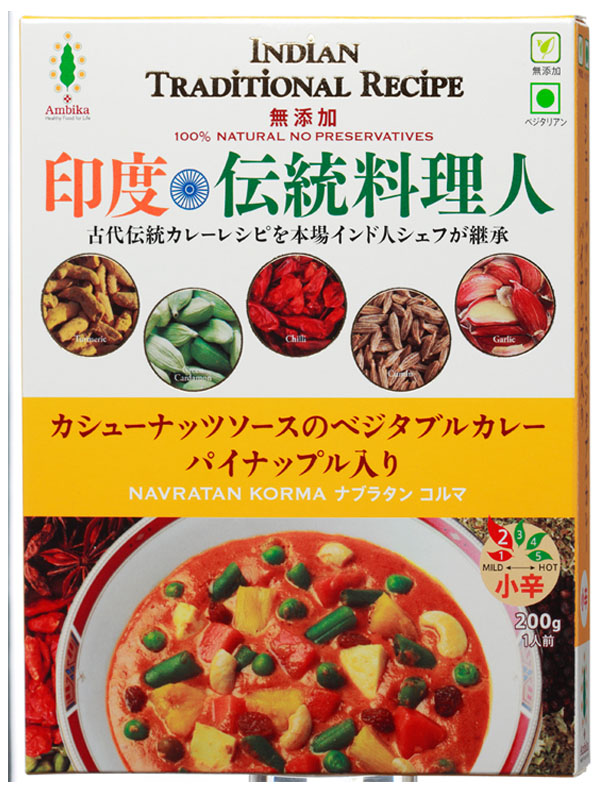 INDIAN
TRADITIONAL RECIPE
無添加
100% NATURAL NO PRESERVATIVES
Ambika
Healthy Food for Life
無添加
ベジタリアン
印度伝統料理人
古代伝統カレーレシピを本場インド人シェフが継承
Turmeric
Cardamon
Chilli
Cumin
Garlic
カシューナッツソースのベジタブルカレー
パイナップル入り
NAVRATAN KORMA ナブラタン コルマ
1 2 3 4 5
MILD HOT
小辛
200g
1人前